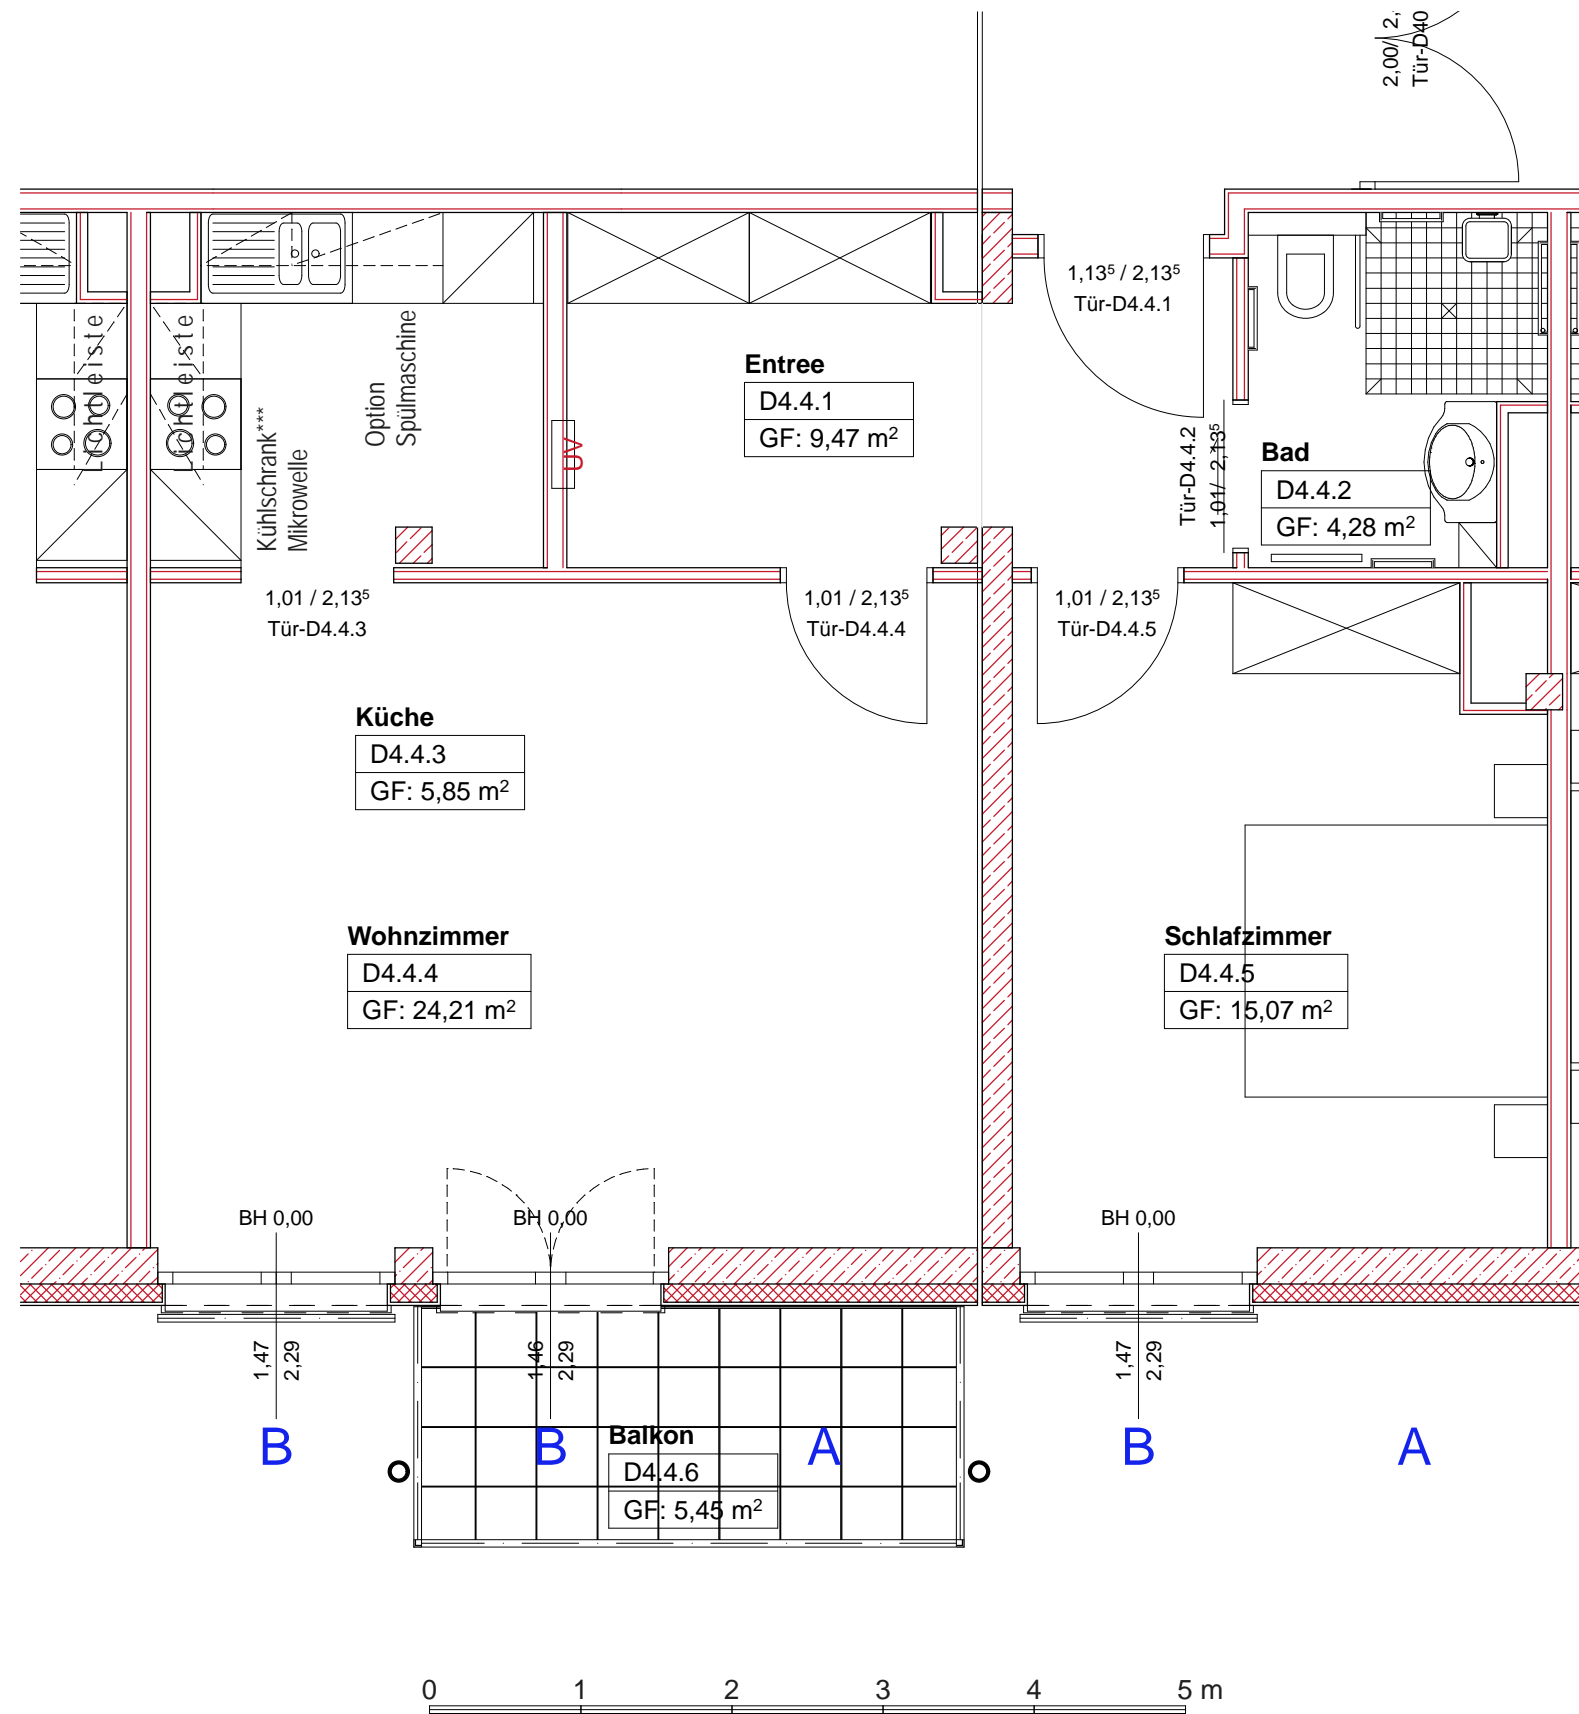 2,00/ 2,
Tür-D40
1,13⁵ / 2,13⁵
Tür-D4.4.1
Lichtleiste
Lichtleiste
Kühlschrank***
Mikrowelle
Option
Spülmaschine
UV
Entree
D4.4.1
GF: 9,47 m²
Tür-D4.4.2
1,01/ 2,13⁵
Bad
D4.4.2
GF: 4,28 m²
1,01 / 2,13⁵
Tür-D4.4.3
1,01 / 2,13⁵
Tür-D4.4.4
1,01 / 2,13⁵
Tür-D4.4.5
Küche
D4.4.3
GF: 5,85 m²
Wohnzimmer
D4.4.4
GF: 24,21 m²
Schlafzimmer
D4.4.5
GF: 15,07 m²
BH 0,00
BH 0,00
BH 0,00
1,47
2,29
1,46
2,29
1,47
2,29
B
B
A
B
A
Balkon
D4.4.6
GF: 5,45 m²
0 1 2 3 4 5 m